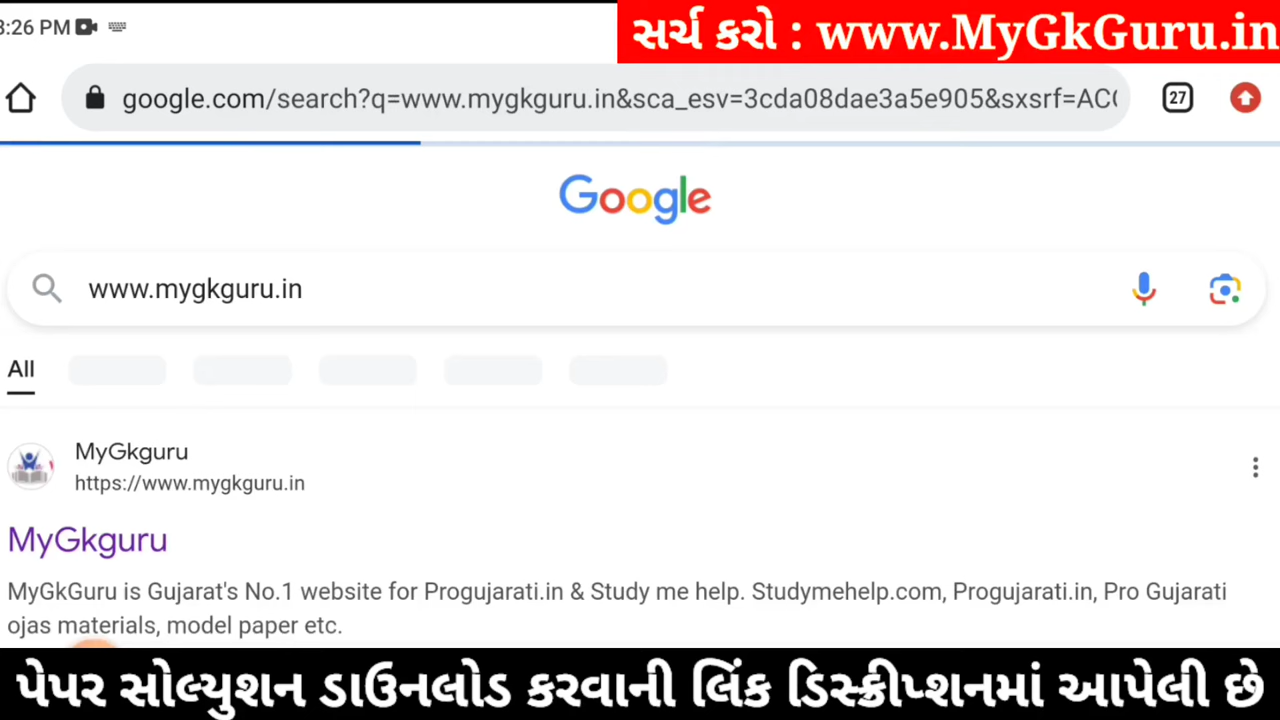 3:26 PM
સર્ચ કરો : www.MyGkGuru.in
google.com/search?q=www.mygkguru.in&sca_esv=3cda08dae3a5e905&sxsrf=AC
27
Google
www.mygkguru.in
All
MyGkguru
https://www.mygkguru.in
MyGkguru
MyGkGuru is Gujarat's No.1 website for Progujarati.in & Study me help. Studymehelp.com, Progujarati.in, Pro Gujarati
ojas materials, model paper etc.
પેપર સોલ્યુશન ડાઉનલોડ કરવાની લિંક ડિસ્ક્રીપ્શનમાં આપેલી છે